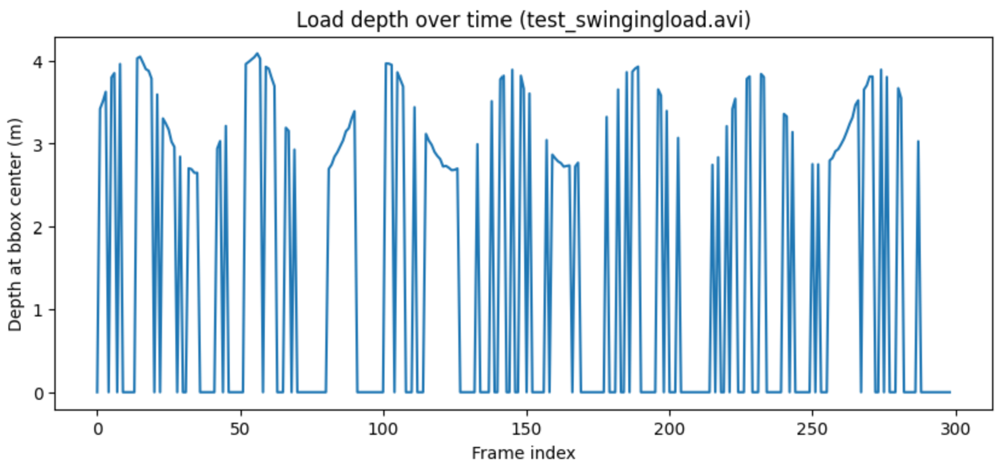 Load depth over time (test_swingingload.avi)
Depth at bbox center (m)
4
3
2
1
0
0 50 100 150 200 250 300
Frame index